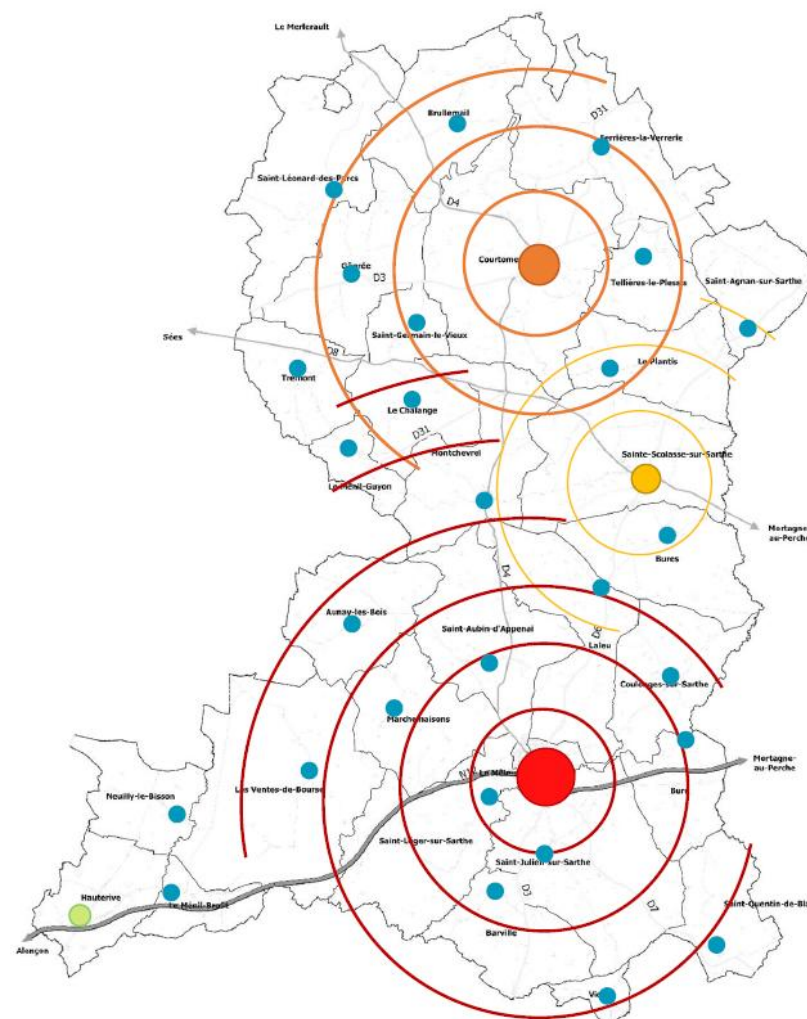 Le Merlerault
Brullemail
D31
Ferrières-la-Verrerie
Saint-Léonard-des-Parcs
D4
Courtome
D3
Tellières-le-Plessis
Saint-Agnan-sur-Sarthe
Saint-Germain-le-Vieux
Sées
D8
Le Plantis
Trémont
Le Chalange
D31
Montchevrel
Sainte-Scolasse-sur-Sarthe
Le Ménil-Guyon
Mortagne-
au-Perche
Bures
D4
Aunay-les-Bois
Saint-Aubin-d'Appenai
D6
Laleu
Coulonges-sur-Sarthe
Marchemaisons
Mortagne-
au-Perche
Le Mêle
Les Ventes-de-Bourse
Neuilly-le-Bisson
Saint-Léger-sur-Sarthe
Saint-Julien-sur-Sarthe
D3
D7
Hauterive
Le Ménil-Broût
Barville
Alençon